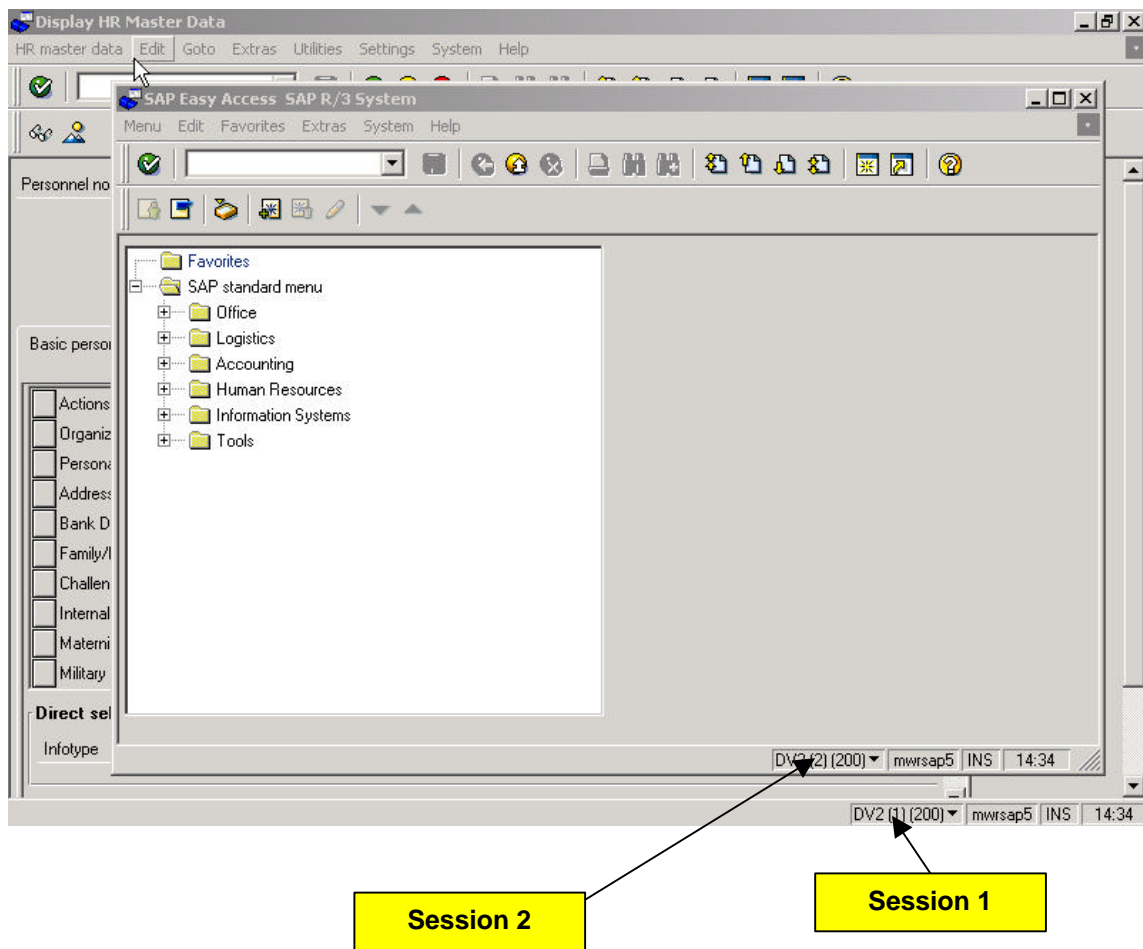 Display HR Master Data
HR master data Edit Goto Extras Utilities Settings System Help
SAP Easy Access SAP R/3 System
Menu Edit Favorites Extras System Help
Personnel no
Favorites
SAP standard menu
Office
Logistics
Accounting
Human Resources
Information Systems
Tools
Basic perso
Actions
Organiz
Persona
Address
Bank D
Family/
Challen
Internal
Materni
Military
Direct sel
Infotype
DV2 (2) (200) mwrsap5 INS 14:34
DV2 (1) (200) mwrsap5 INS 14:34
Session 2
Session 1